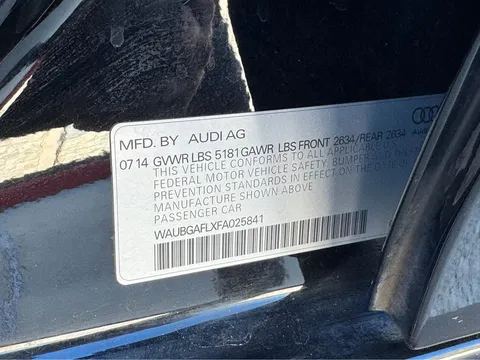 MFD. BY AUDI AG
07 14 GVWR LBS 5181 GAWR LBS FRONT 2634/REAR 2634
THIS VEHICLE CONFORMS TO ALL APPLICABLE
FEDERAL MOTOR VEHICLE SAFETY, BUMPER AND THEFT
PREVENTION STANDARDS IN EFFECT ON THE DATE OF
MANUFACTURE SHOWN ABOVE
PASSENGER CAR
WAUBGAFLXFA025841